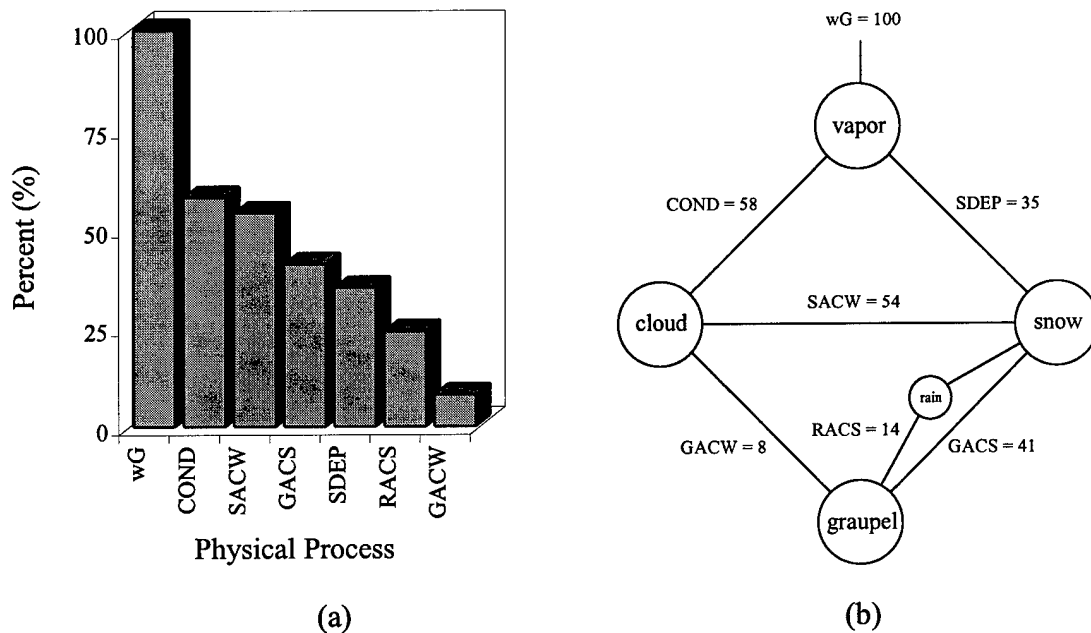 Percent (%)
100
75
50
25
0
wG
COND
SACW
GACS
SDEP
RACS
GACW
Physical Process
(a)
wG = 100
vapor
COND = 58
SDEP = 35
cloud
SACW = 54
snow
rain
GACW = 8
RACS = 14
GACS = 41
graupel
(b)